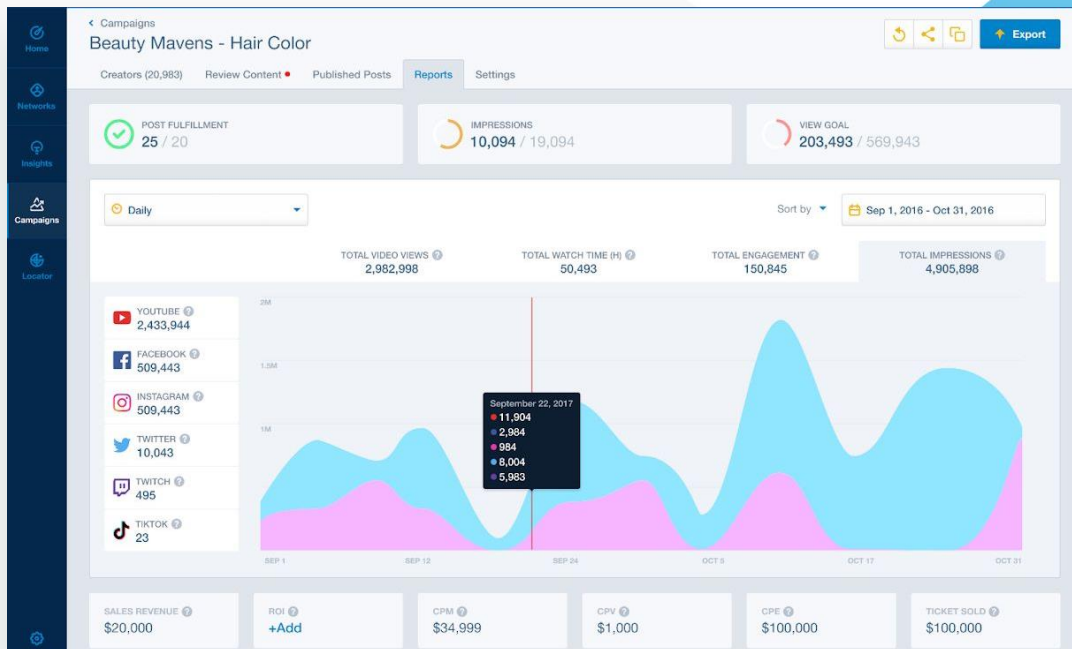 Home
Networks
Insights
Campaigns
Locator
< Campaigns
Beauty Mavens - Hair Color
Export
Creators (20,983) Review Content Published Posts Reports Settings
POST FULFILLMENT
25 / 20
IMPRESSIONS
10,094 / 19,094
VIEW GOAL
203,493 / 569,943
Daily
Sort by
Sep 1, 2016 - Oct 31, 2016
TOTAL VIDEO VIEWS ?
2,982,998
TOTAL WATCH TIME (H) ?
50,493
TOTAL ENGAGEMENT ?
150,845
TOTAL IMPRESSIONS ?
4,905,898
YOUTUBE ?
2,433,944
FACEBOOK ?
509,443
INSTAGRAM ?
509,443
TWITTER ?
10,043
TWITCH ?
495
TIKTOK ?
23
2M
1.5M
1M
September 22, 2017
11,904
2,984
984
8,004
5,983
SEP 1 SEP 12 SEP 24 OCT 5 OCT 17 OCT 31
SALES REVENUE ?
$20,000
ROI ?
+Add
CPM ?
$34,999
CPV ?
$1,000
CPE ?
$100,000
TICKET SOLD ?
$100,000